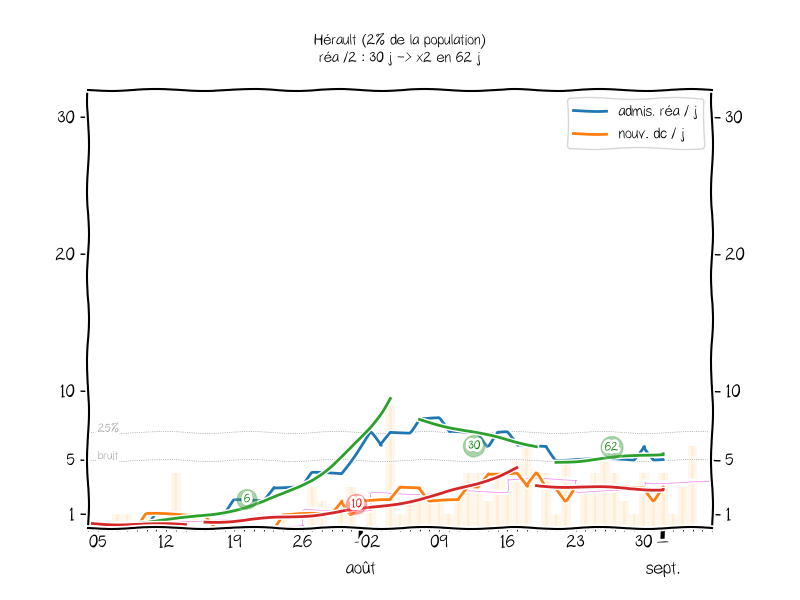 Hérault (2% de la population)
réa /2 : 30 j -> x2 en 62 j
admis. réa / j
nouv. dc / j
30
30
20
20
10
10
25%
30
62
5
bruit
5
6
10
1
1
05 12 19 26 02 09 16 23 30
août
sept.